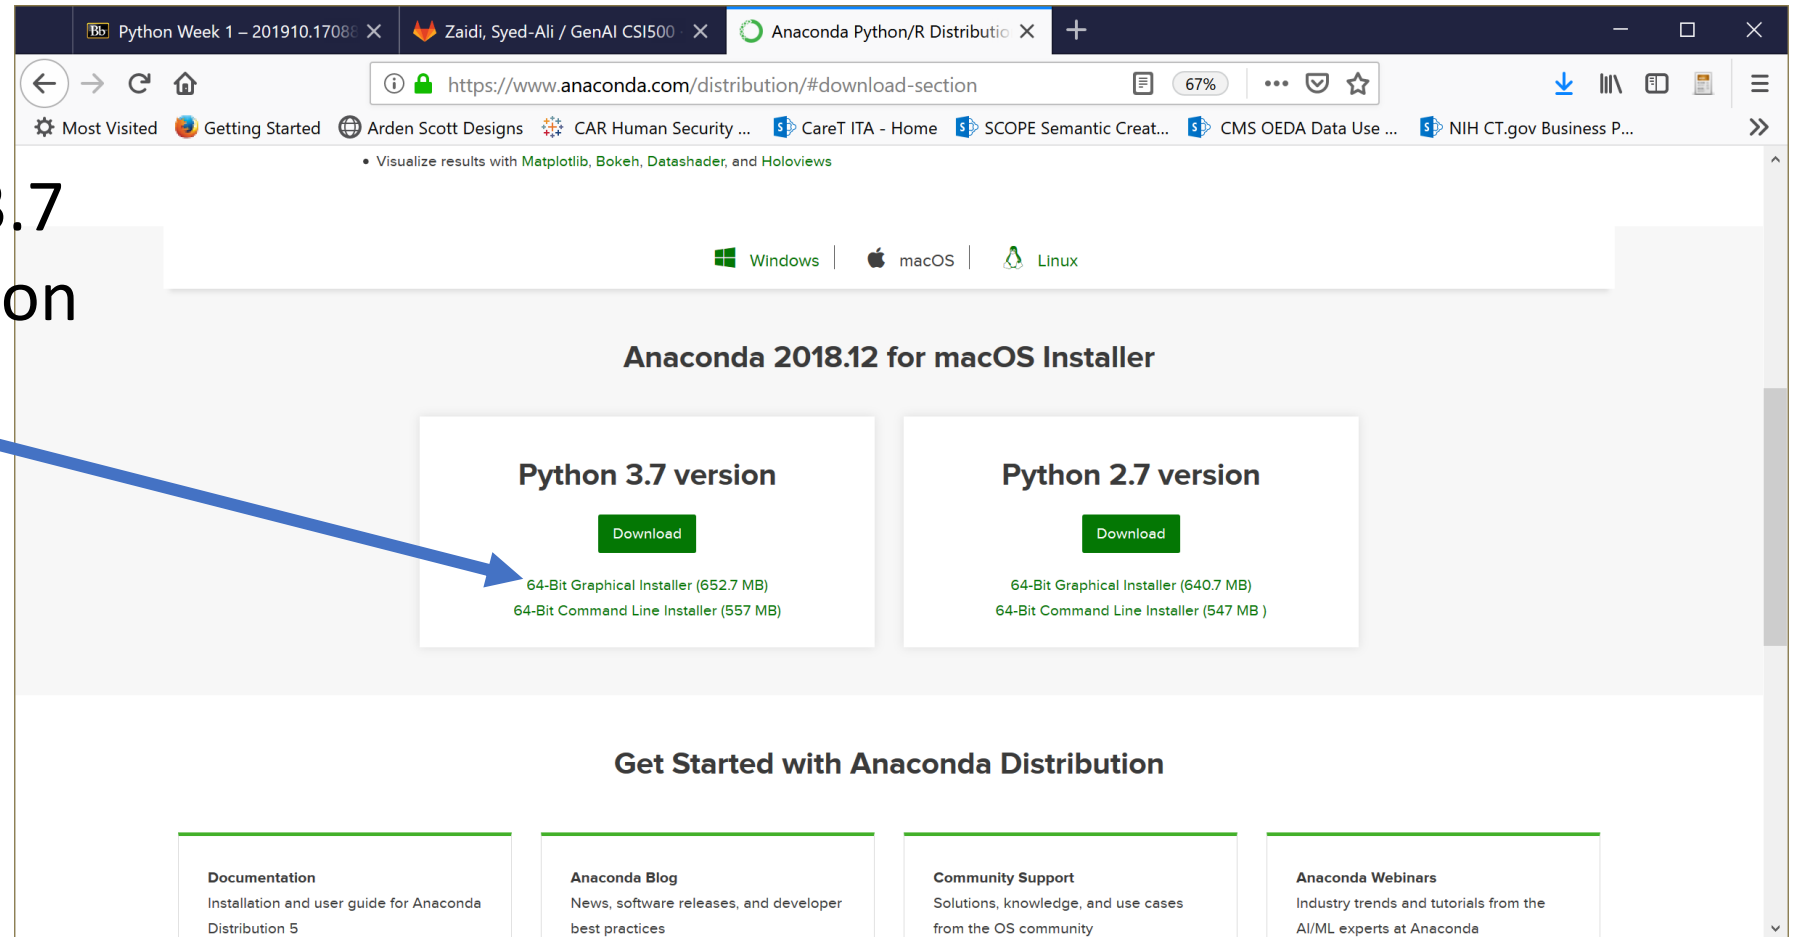 Bb Python Week 1 – 201910.17088
Zaidi, Syed-Ali / GenAI CSI500
Anaconda Python/R Distributio
https://www.anaconda.com/distribution/#download-section
67%
Most Visited
Getting Started
Arden Scott Designs
CAR Human Security ...
CareT ITA - Home
SCOPE Semantic Creat...
CMS OEDA Data Use ...
NIH CT.gov Business P...
• Visualize results with Matplotlib, Bokeh, Datashader, and Holoviews
3.7
on
Windows
macOS
Linux
Anaconda 2018.12 for macOS Installer
Python 3.7 version
Download
64-Bit Graphical Installer (652.7 MB)
64-Bit Command Line Installer (557 MB)
Python 2.7 version
Download
64-Bit Graphical Installer (640.7 MB)
64-Bit Command Line Installer (547 MB )
Get Started with Anaconda Distribution
Documentation
Installation and user guide for Anaconda
Distribution 5
Anaconda Blog
News, software releases, and developer
best practices
Community Support
Solutions, knowledge, and use cases
from the OS community
Anaconda Webinars
Industry trends and tutorials from the
AI/ML experts at Anaconda